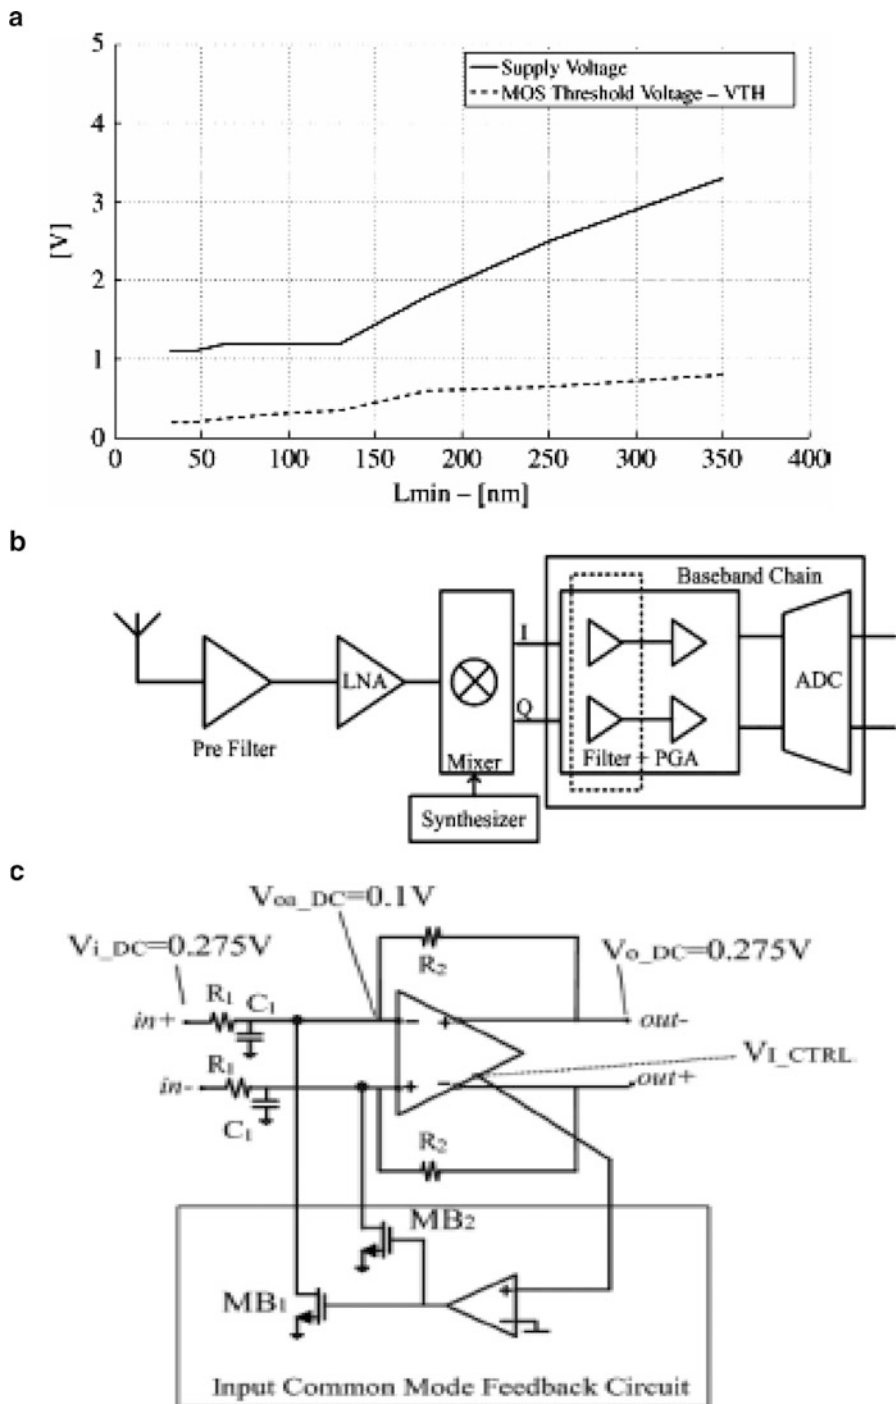 a
5
4
3
2
1
0
[V]
Supply Voltage
MOS Threshold Voltage – VTH
0 50 100 150 200 250 300 350 400
Lmin – [nm]
b
Baseband Chain
I
LNA
ADC
Q
Pre Filter
Mixer
Filter + PGA
Synthesizer
c
Voa_DC=0.1V
Vi_DC=0.275V
R2
Vo_DC=0.275V
R1
C1
in+
−
+
out-
VI_CTRL
R1
in-
+
−
out+
C1
R2
MB2
+
−
MB1
Input Common Mode Feedback Circuit